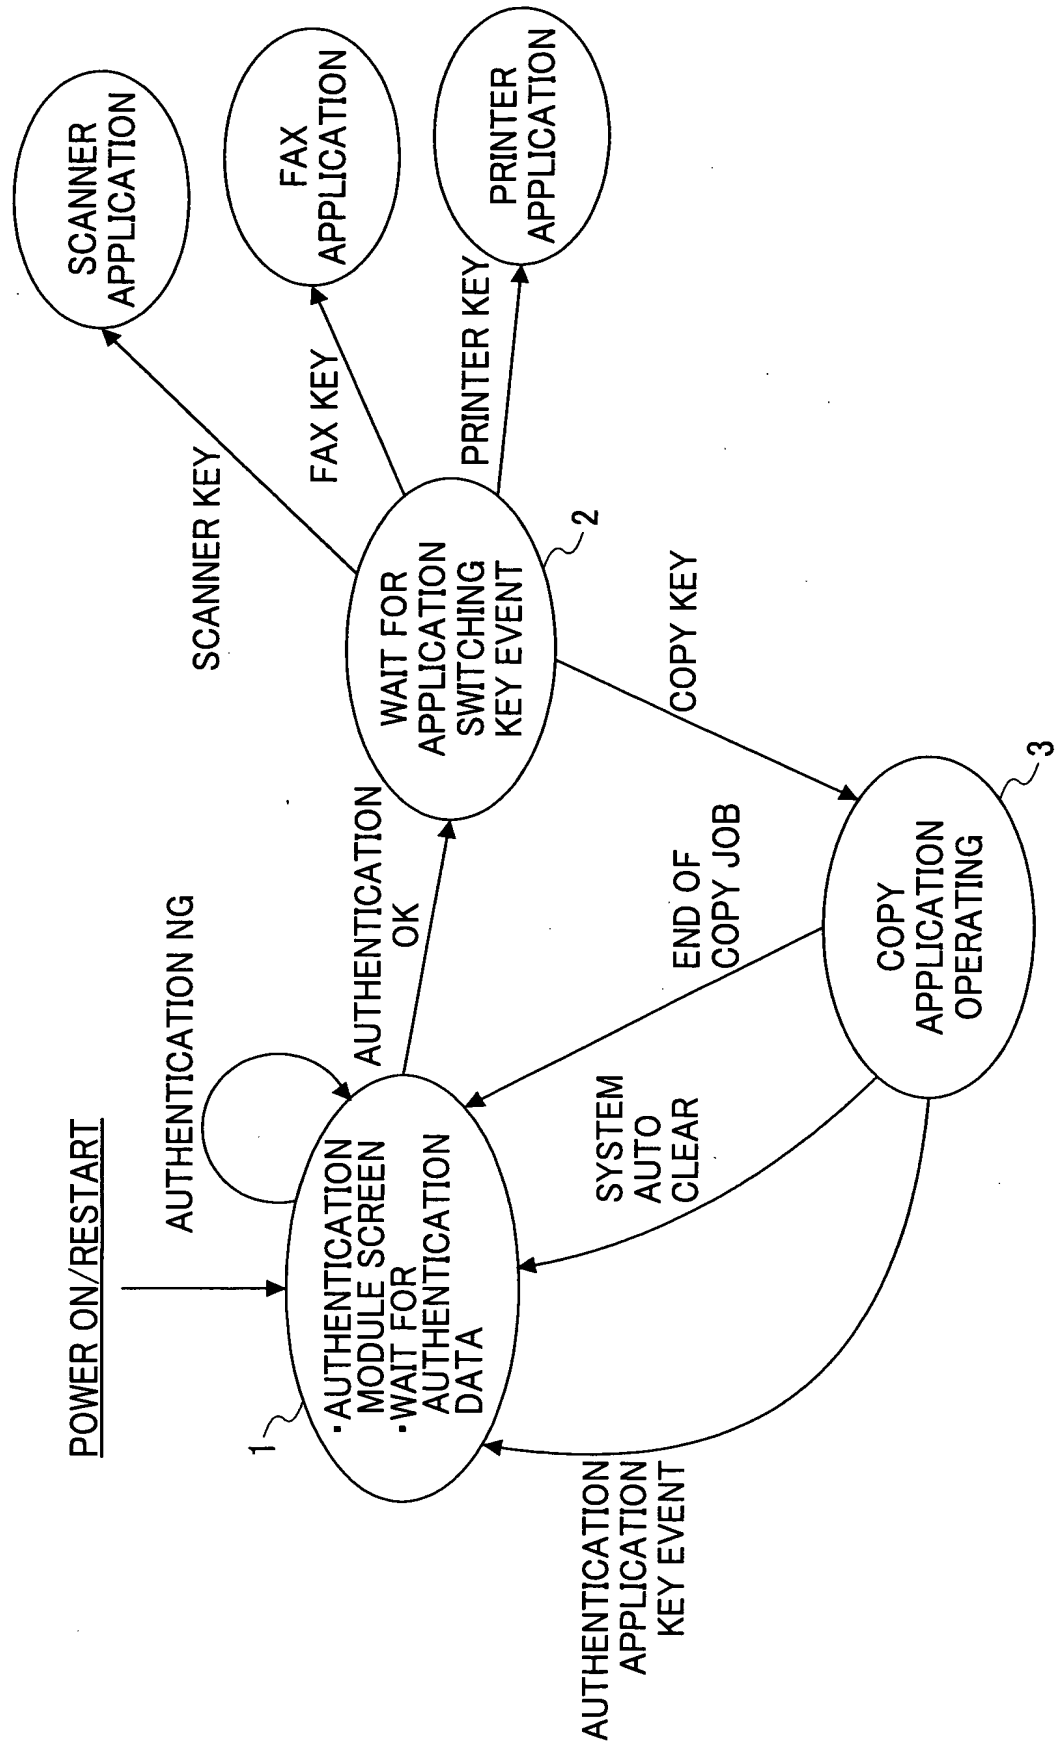 POWER ON/RESTART
AUTHENTICATION NG
1
・AUTHENTICATION
MODULE SCREEN
・WAIT FOR
AUTHENTICATION
DATA
AUTHENTICATION
OK
WAIT FOR
APPLICATION
SWITCHING
KEY EVENT
2
SCANNER KEY
SCANNER
APPLICATION
FAX KEY
FAX
APPLICATION
PRINTER KEY
PRINTER
APPLICATION
COPY KEY
COPY
APPLICATION
OPERATING
3
END OF
COPY JOB
SYSTEM
AUTO
CLEAR
AUTHENTICATION
APPLICATION
KEY EVENT